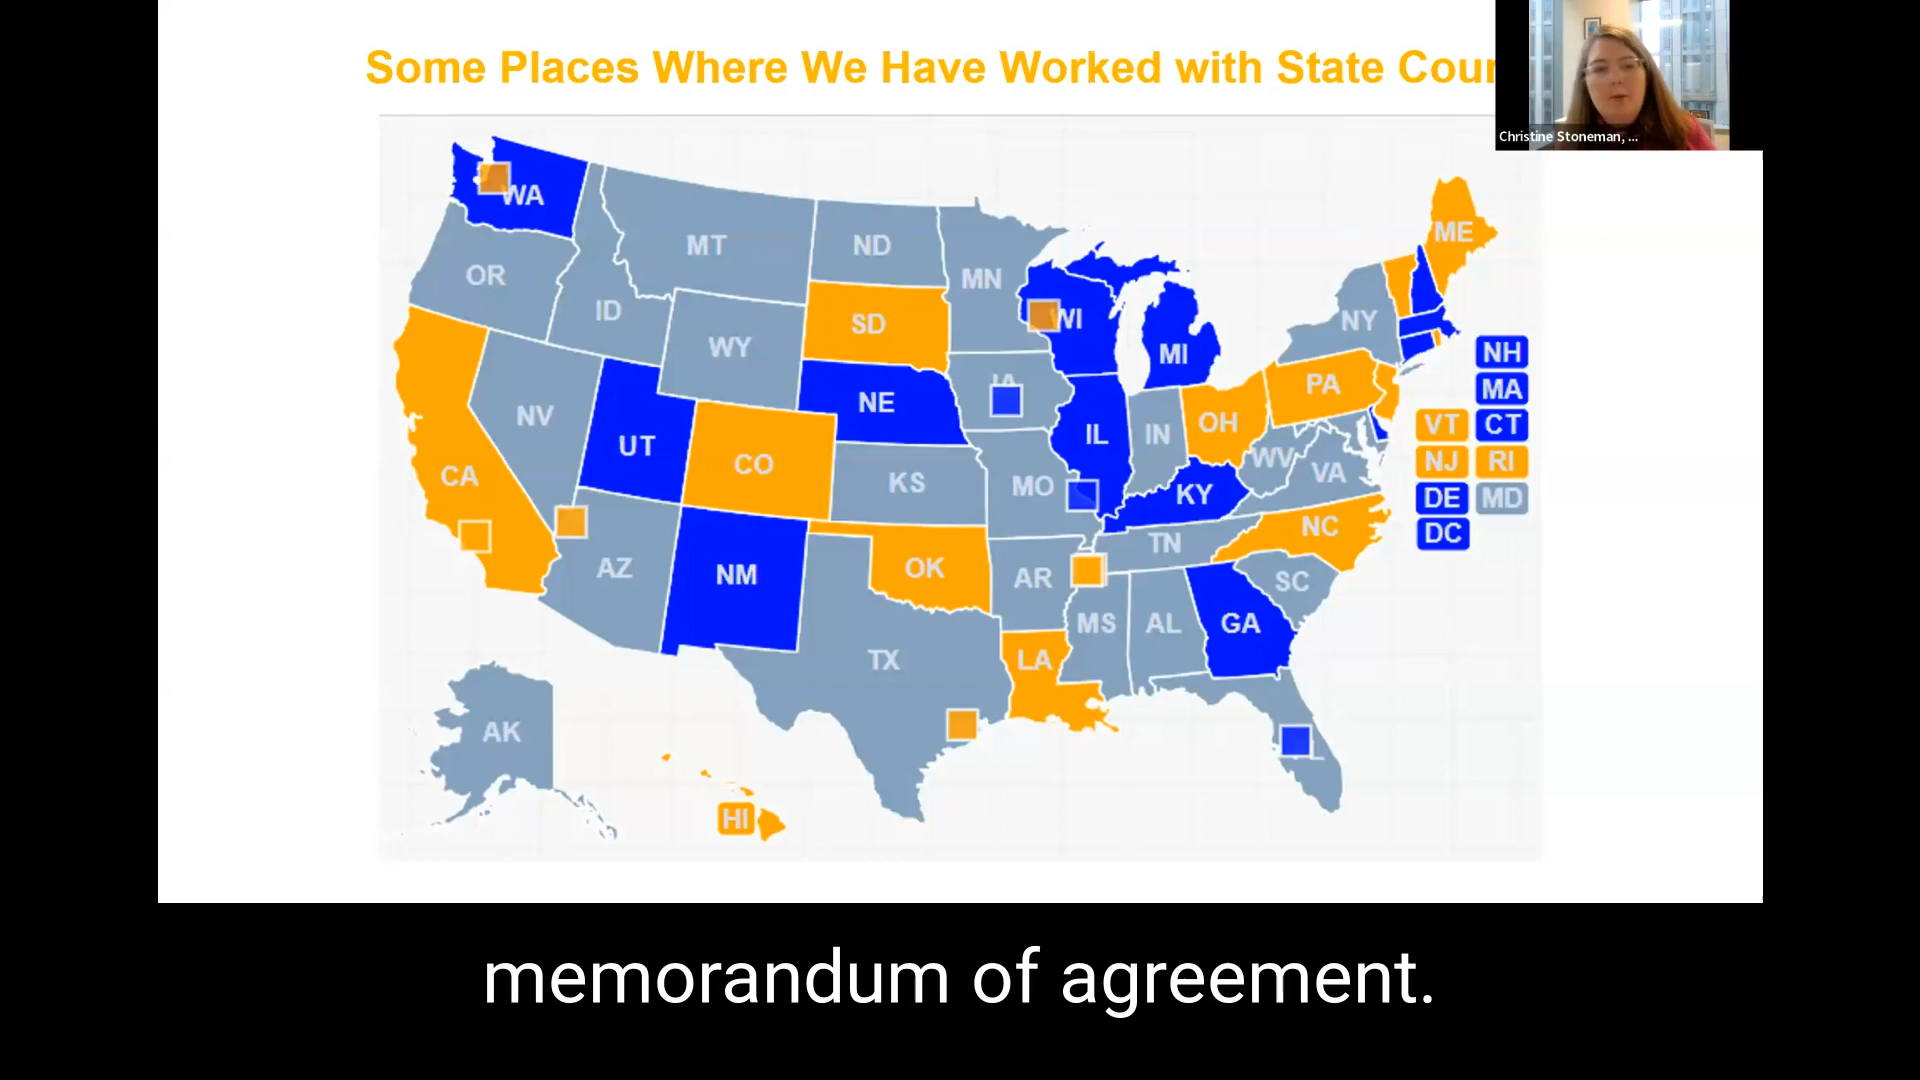 Some Places Where We Have Worked with State Cour
Christine Stoneman, ...
WA
MT
ND
MN
ME
OR
ID
SD
WI
NY
WY
MI
NH
NE
PA
MA
NV
UT
CO
IL
IN
OH
VT
CT
CA
KS
MO
KY
WV
VA
NJ
RI
DE
MD
DC
AZ
NM
OK
AR
TN
NC
SC
MS
AL
GA
TX
LA
AK
HI
memorandum of agreement.